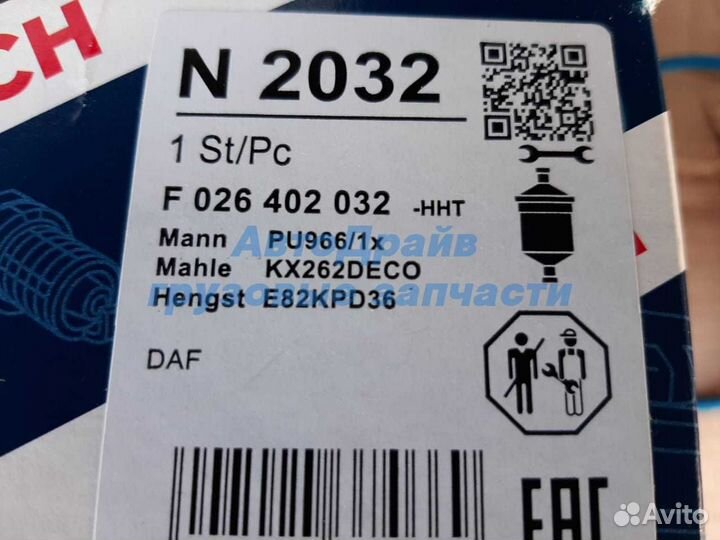 CH
N 2032
1 St/Pc
F 026 402 032 -HHT
Mann PU966/1x
Mahle KX262DECO
Hengst E82KPD36
АвтоДрайв
грузовые запчасти
DAF
EAC
Avito